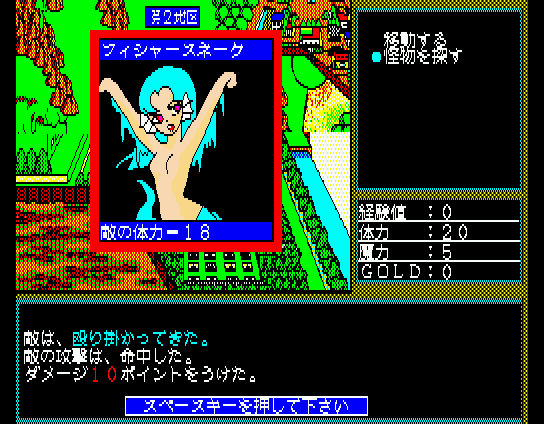 第2地区
フィシャースネーク
敵の体力＝18
移動する
●怪物を探す
経験値：0
体力：20
魔力：5
GOLD：0
敵は、殴り掛かってきた。
敵の攻撃は、命中した。
ダメージ10ポイントをうけた。
スペースキーを押して下さい